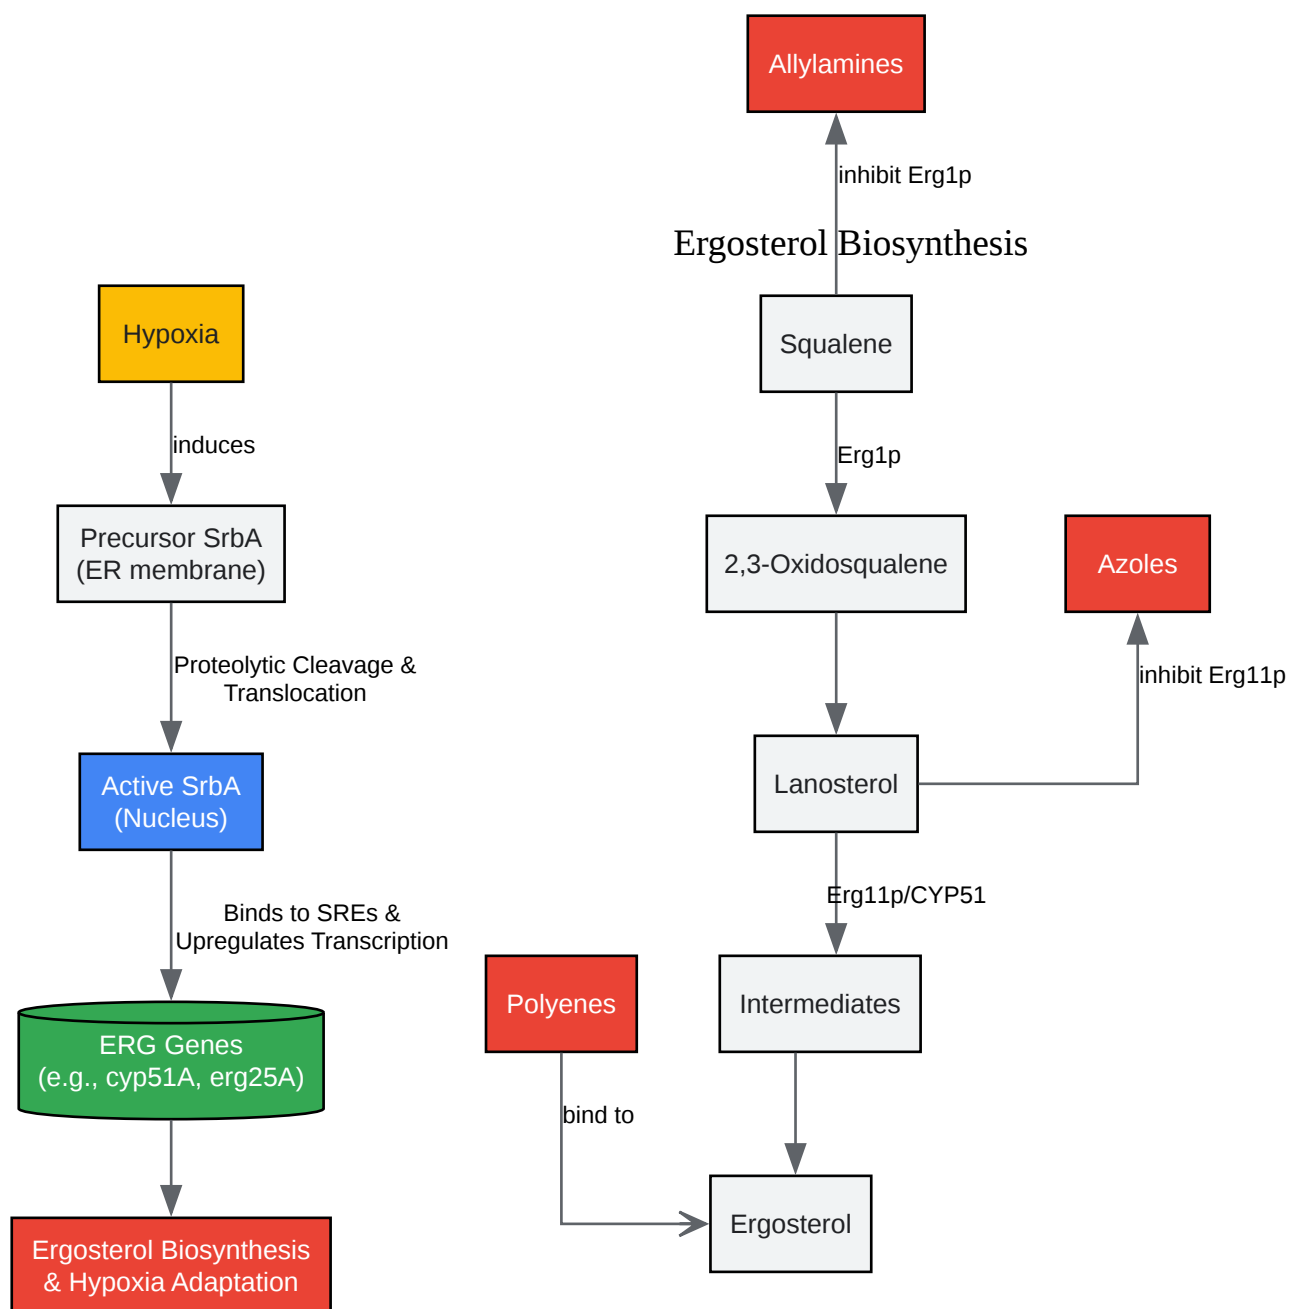 Allylamines
inhibit Erg1p
Ergosterol Biosynthesis
Squalene
Erg1p
2,3-Oxidosqualene
Azoles
inhibit Erg11p
Lanosterol
Erg11p/CYP51
Intermediates
Polyenes
bind to
Ergosterol
Hypoxia
induces
Precursor SrbA
(ER membrane)
Proteolytic Cleavage &
Translocation
Active SrbA
(Nucleus)
Binds to SREs &
Upregulates Transcription
ERG Genes
(e.g., cyp51A, erg25A)
Ergosterol Biosynthesis
& Hypoxia Adaptation